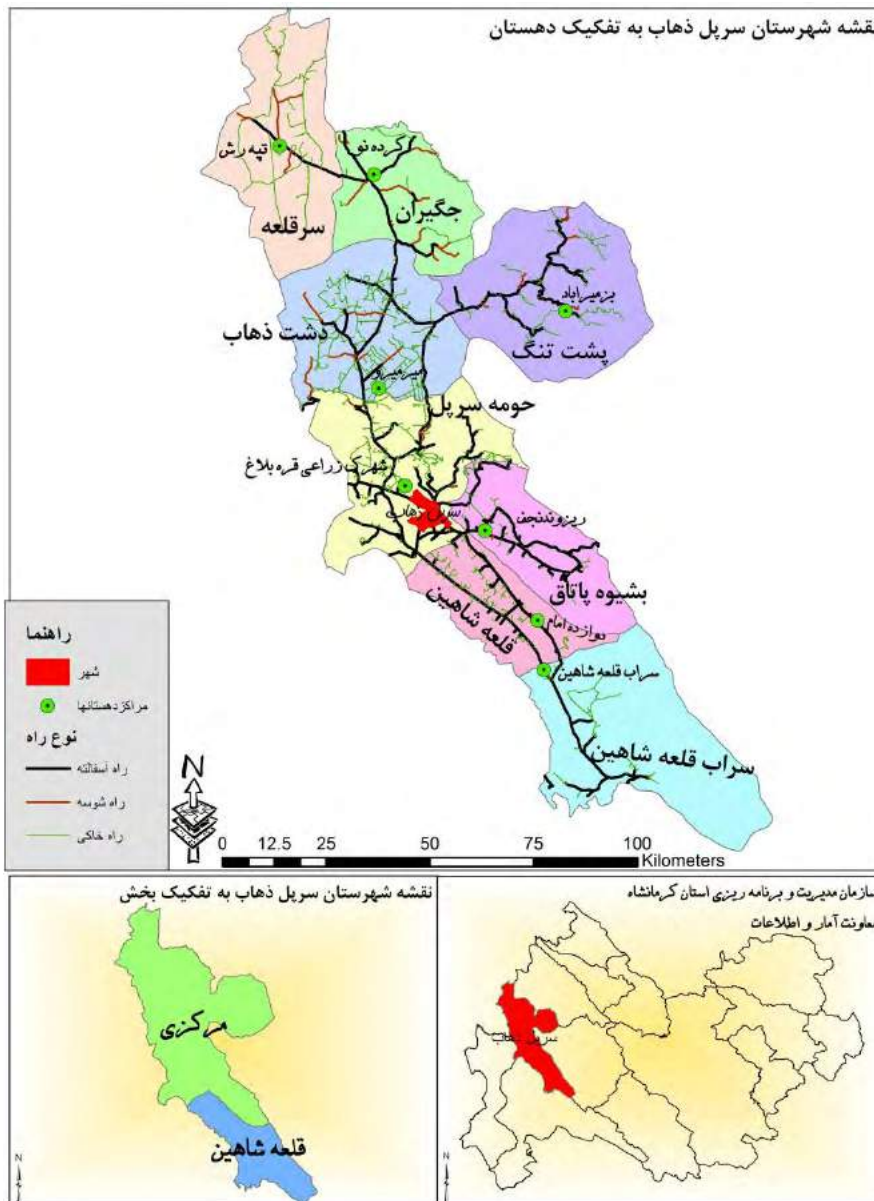 نقشه شهرستان سرپل ذهاب به تفکیک دهستان
تپه رش
گرده نو
جگیران
سرقلعه
بزمیراباد
پشت تنگ
دشت ذهاب
میرمیرو
حومه سرپل
شهرک زراعی قره بلاغ
سرپل ذهاب
ریزوندنجف
بشیوه پاتاق
قلعه شاهین
دوازده امام
سراب قلعه شاهین
سراب قلعه شاهین
راهنما
شهر
مراکزدهستانها
نوع راه
راه آسفالته
راه شوسه
راه خاکی
N
0 12.5 25 50 75 100
Kilometers
نقشه شهرستان سرپل ذهاب به تفکیک بخش
مرکزی
قلعه شاهین
N
سازمان مدیریت و برنامه ریزی استان کرمانشاه
معاونت آمار و اطلاعات
سرپل ذهاب
N